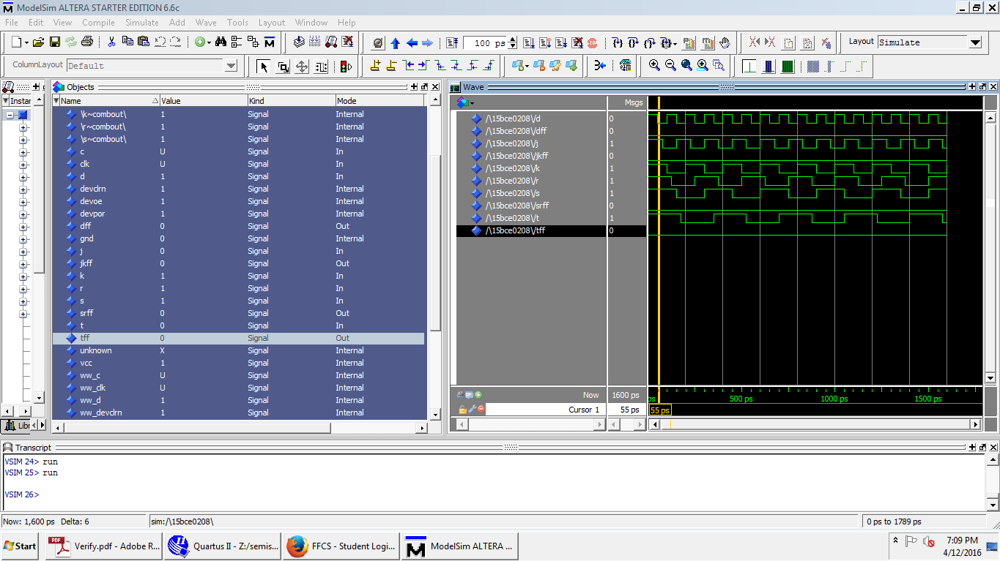 ModelSim ALTERA STARTER EDITION 6.6c
File Edit View Compile Simulate Add Wave Tools Layout Window Help
100 ps
Layout Simulate
ColumnLayout Default
Objects
Wave
Instan
Name Value Kind Mode
Msgs
\k~combout\ 1 Signal Internal
\r~combout\ 1 Signal Internal
\s~combout\ 1 Signal Internal
c U Signal In
clk U Signal In
d 1 Signal In
devclrn 1 Signal Internal
devoe 1 Signal Internal
devpor 1 Signal Internal
dff 0 Signal Out
gnd 0 Signal Internal
j 0 Signal In
jkff 0 Signal Out
k 1 Signal In
r 1 Signal In
s 1 Signal In
srff 0 Signal Out
t 0 Signal In
tff 0 Signal Out
unknown X Signal Internal
vcc 1 Signal Internal
ww_c U Signal Internal
ww_clk U Signal Internal
ww_d 1 Signal Internal
ww_devclrn 1 Signal Internal
/\15bce0208\/d 0
/\15bce0208\/dff 0
/\15bce0208\/j 1
/\15bce0208\/jkff 0
/\15bce0208\/k 1
/\15bce0208\/r 1
/\15bce0208\/s 1
/\15bce0208\/srff 0
/\15bce0208\/t 1
/\15bce0208\/tff 0
Now 1600 ps
ps 500 ps 1000 ps 1500 ps
Cursor 1 55 ps
55 ps
Libr
Transcript
VSIM 24> run
VSIM 25> run
VSIM 26>
Now: 1,600 ps Delta: 6
sim:/\15bce0208\
0 ps to 1789 ps
Start
PDF
Verify.pdf - Adobe R...
Quartus II - Z:/semis...
FFCS - Student Logi...
ModelSim ALTERA ...
7:09 PM
4/12/2016